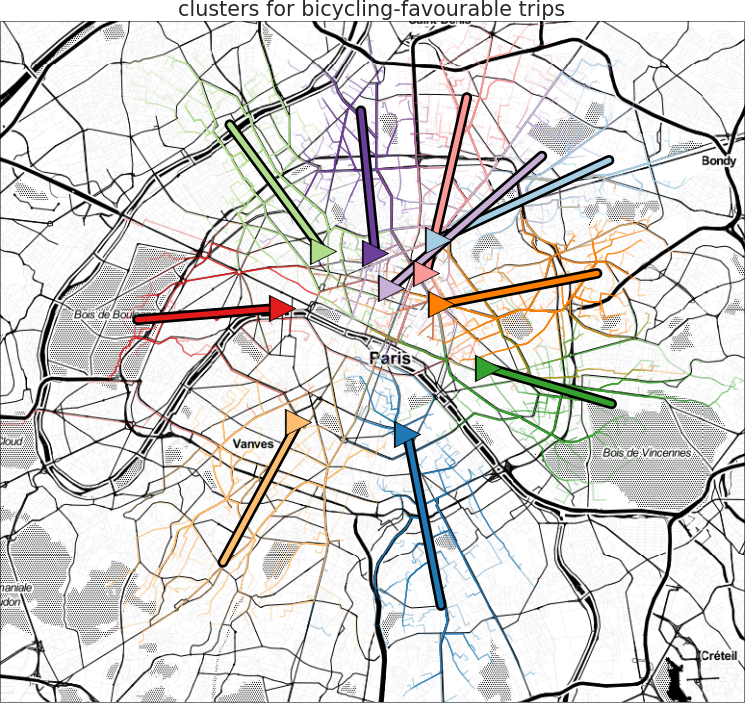 clusters for bicycling-favourable trips
Saint-Denis
Bondy
Bois de Boulo
Paris
Vanves
Cloud
Bois de Vincennes
maniale
udon
Créteil